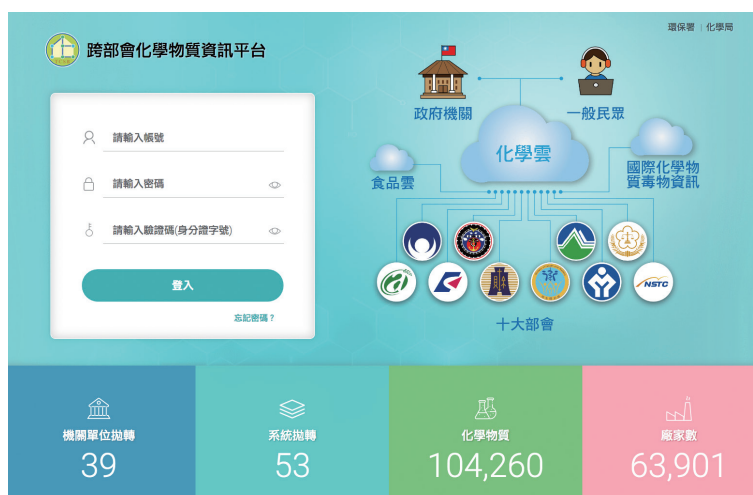 環保署 | 化學局
跨部會化學物質資訊平台
請輸入帳號
請輸入密碼
請輸入驗證碼(身分證字號)
登入
忘記密碼？
政府機關
一般民眾
化學雲
食品雲
國際化學物
質毒物資訊
NSTC
十大部會
機關單位拋轉
39
系統拋轉
53
化學物質
104,260
廠家數
63,901